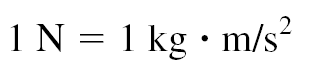 1 N = 1 kg · m/s²